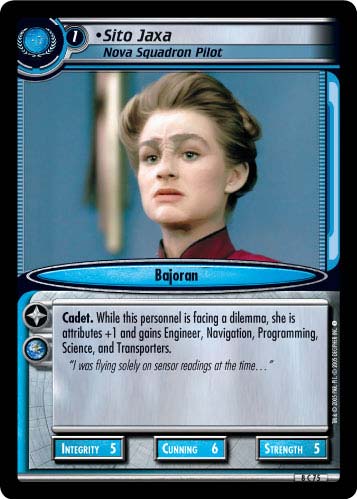 1
•Sito Jaxa
Nova Squadron Pilot
Bajoran
Cadet. While this personnel is facing a dilemma, she is
attributes +1 and gains Engineer, Navigation, Programming,
Science, and Transporters.
"I was flying solely on sensor readings at the time…"
INTEGRITY 5
CUNNING 6
STRENGTH 5
8 C 75